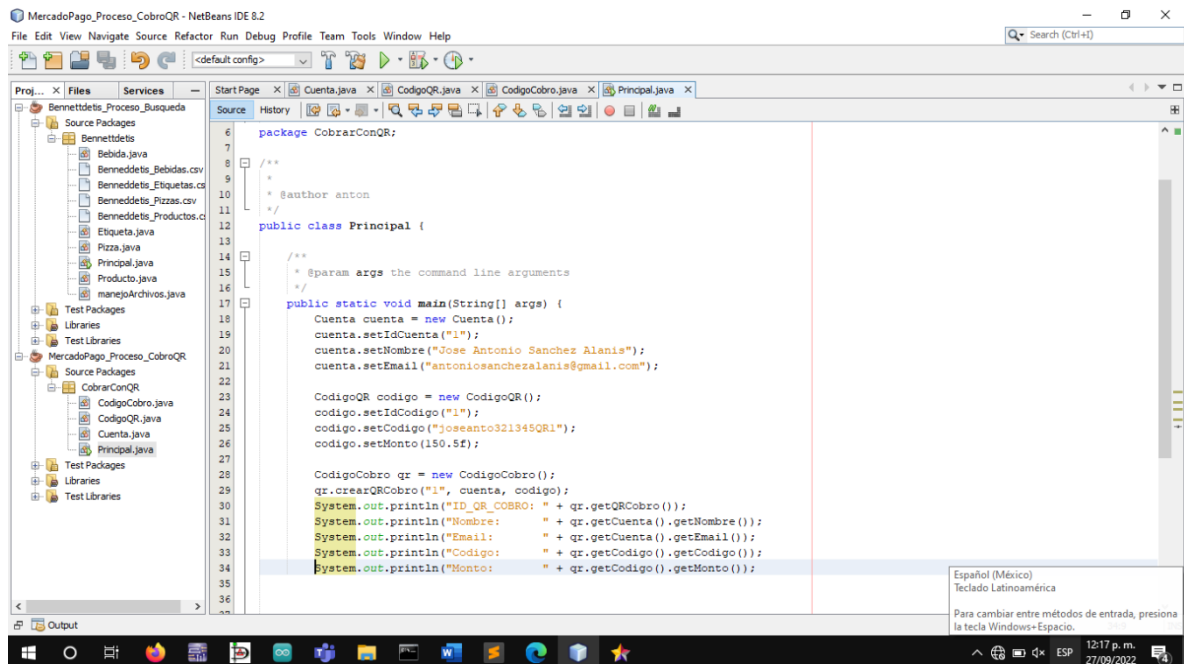 MercadoPago_Proceso_CobroQR - NetBeans IDE 8.2
File Edit View Navigate Source Refactor Run Debug Profile Team Tools Window Help
Search (Ctrl+I)
<default config>
Proj... Files Services
Start Page Cuenta.java CodigoQR.java CodigoCobro.java Principal.java
Source History
Bennettdetis_Proceso_Busqueda
Source Packages
Bennettdetis
Bebida.java
Benneddetis_Bebidas.csv
Benneddetis_Etiquetas.cs
Benneddetis_Pizzas.csv
Benneddetis_Productos.c
Etiqueta.java
Pizza.java
Principal.java
Producto.java
manejoArchivos.java
Test Packages
Libraries
Test Libraries
MercadoPago_Proceso_CobroQR
Source Packages
CobrarConQR
CodigoCobro.java
CodigoQR.java
Cuenta.java
Principal.java
Test Packages
Libraries
Test Libraries
6 package CobrarConQR;
7
8 /**
9 *
10 * @author anton
11 */
12 public class Principal {
13
14 /**
15 * @param args the command line arguments
16 */
17 public static void main(String[] args) {
18 Cuenta cuenta = new Cuenta();
19 cuenta.setIdCuenta("1");
20 cuenta.setNombre("Jose Antonio Sanchez Alanis");
21 cuenta.setEmail("antoniosanchezalanis@gmail.com");
22
23 CodigoQR codigo = new CodigoQR();
24 codigo.setIdCodigo("1");
25 codigo.setCodigo("joseanto321345QR1");
26 codigo.setMonto(150.5f);
27
28 CodigoCobro qr = new CodigoCobro();
29 qr.crearQRCobro("1", cuenta, codigo);
30 System.out.println("ID_QR_COBRO: " + qr.getQRCobro());
31 System.out.println("Nombre: " + qr.getCuenta().getNombre());
32 System.out.println("Email: " + qr.getCuenta().getEmail());
33 System.out.println("Codigo: " + qr.getCodigo().getCodigo());
34 System.out.println("Monto: " + qr.getCodigo().getMonto());
35
36
Español (México)
Teclado Latinoamérica
Para cambiar entre métodos de entrada, presiona
la tecla Windows+Espacio.
Output
ESP
12:17 p. m.
27/09/2022